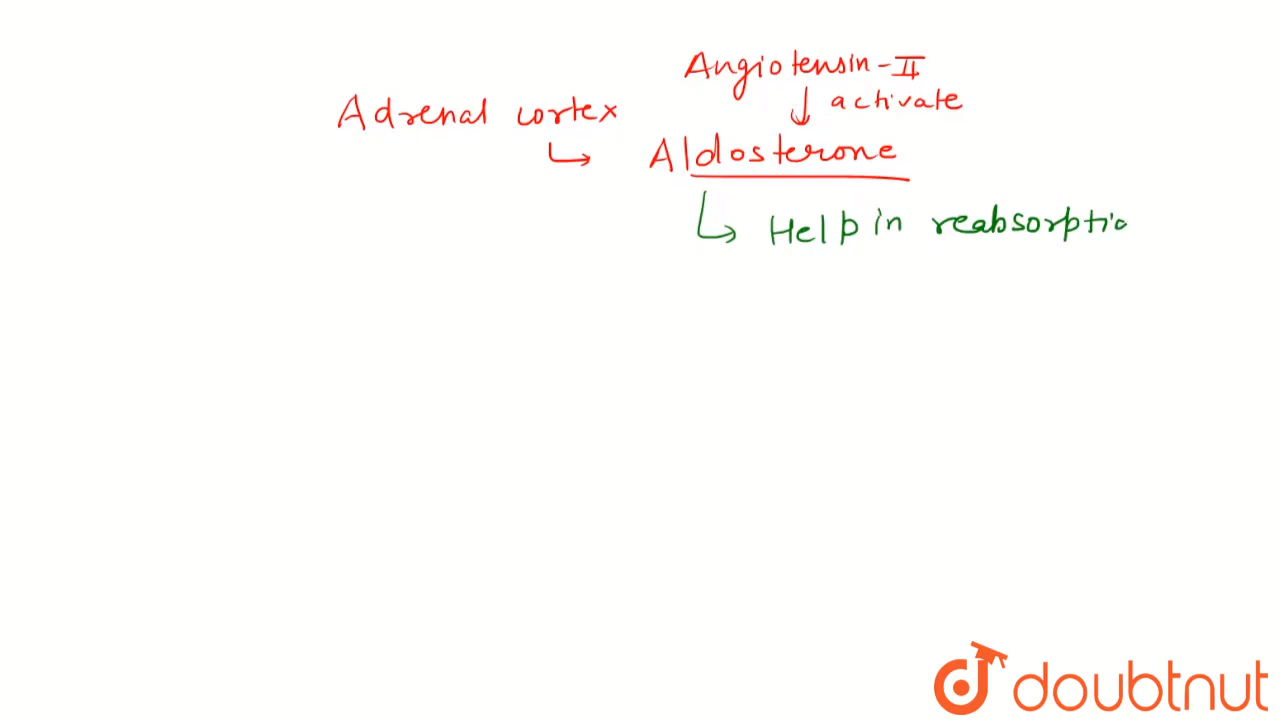 Angiotensin-II
↓ activate
Adrenal cortex
↳ Aldosterone
↳ Help in reabsorptio
doubtnut